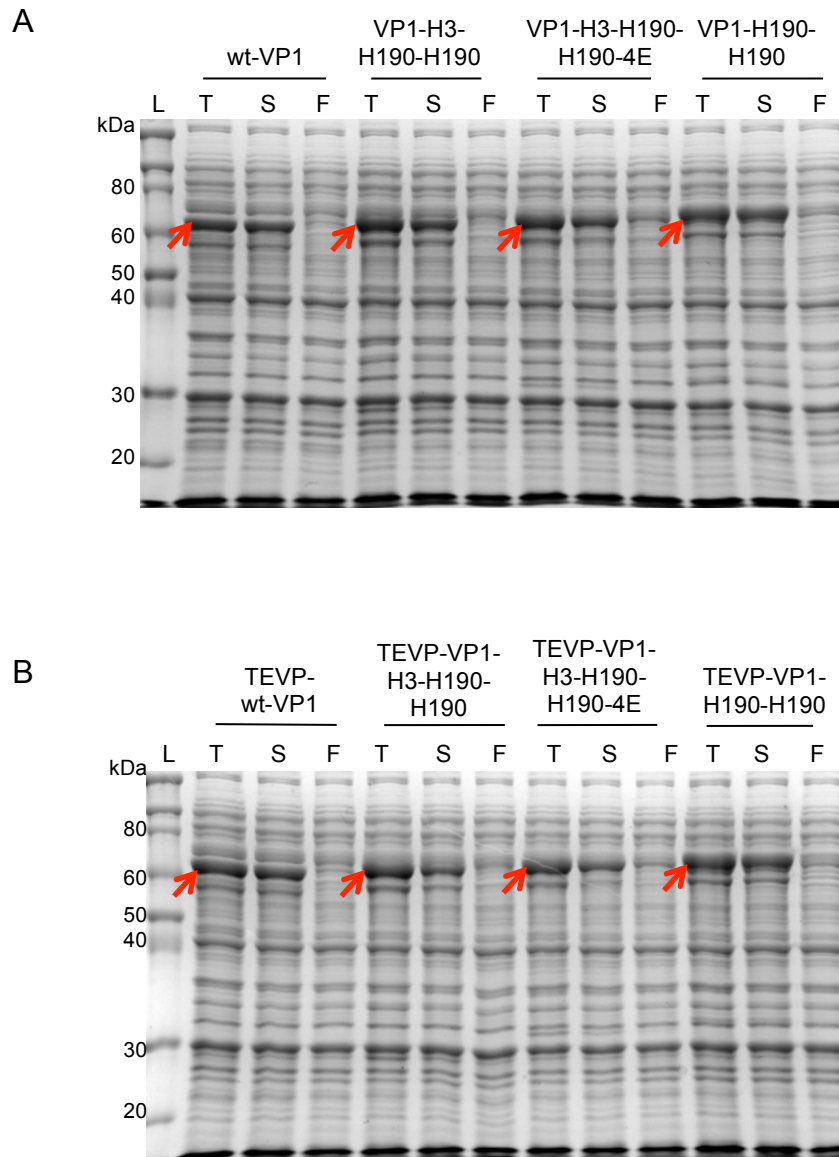 A
wt-VP1
VP1-H3-
H190-H190
VP1-H3-H190-
H190-4E
VP1-H190-
H190
L T S F T S F T S F T S F
kDa
80
60
50
40
30
20
B
TEVP-
wt-VP1
TEVP-VP1-
H3-H190-
H190
TEVP-VP1-
H3-H190-
H190-4E
TEVP-VP1-
H190-H190
L T S F T S F T S F T S F
kDa
80
60
50
40
30
20